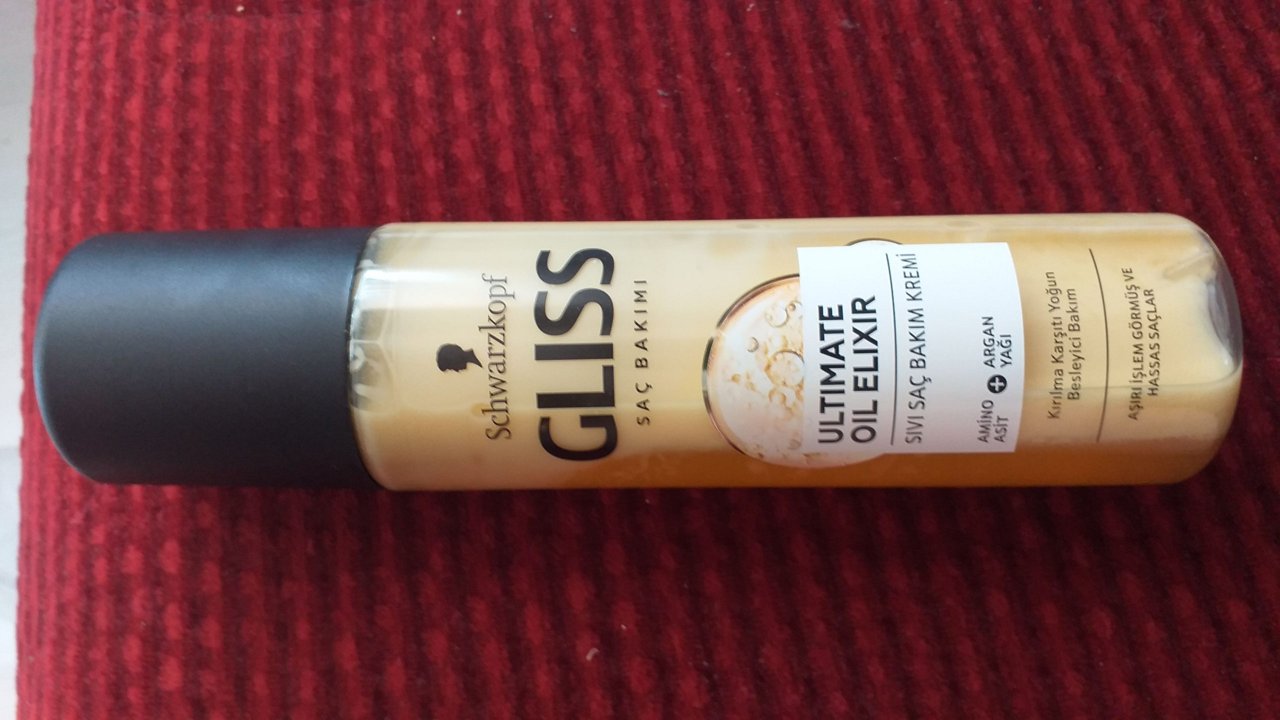 Schwarzkopf
GLISS
SAÇ BAKIMI
ULTIMATE
OIL ELIXIR
SIVI SAÇ BAKIM KREMİ
AMİNO
ASİT
+
ARGAN
YAĞI
Kırılma Karşıtı Yoğun
Besleyici Bakım
AŞIRI İŞLEM GÖRMÜŞ VE
HASSAS SAÇLAR